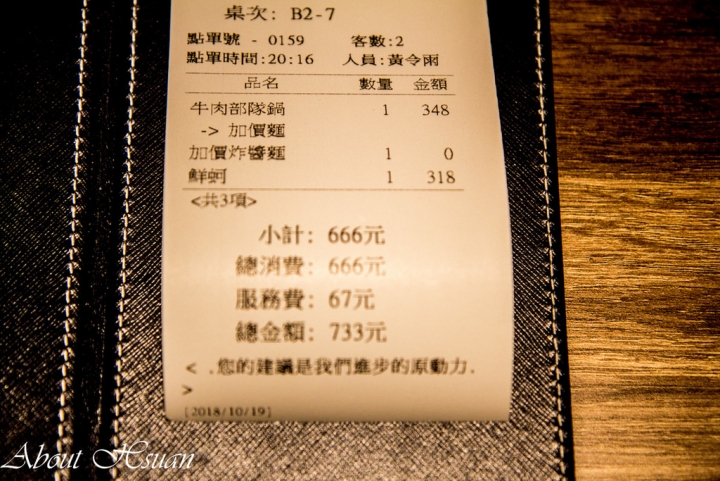 桌次: B2-7
點單號 - 0159 客數:2
點單時間:20:16 人員:黃令雨
品名 數量 金額
牛肉部隊鍋 1 348
-> 加價麵
加價炸醬麵 1 0
鮮蚵 1 318
<共3項>
小計: 666元
總消費: 666元
服務費: 67元
總金額: 733元
< .您的建議是我們進步的原動力.
>
[2018/10/19]
About Hsuan